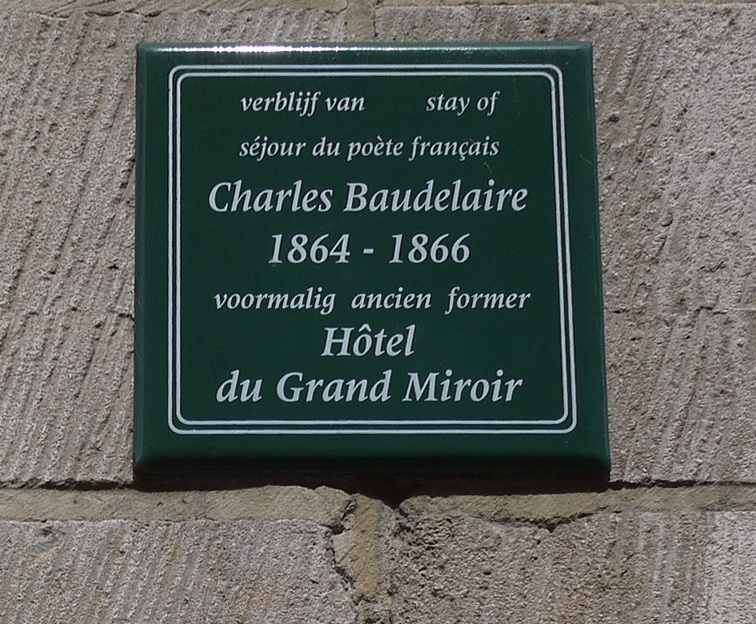 verblijf van stay of
séjour du poète français
Charles Baudelaire
1864 - 1866
voormalig ancien former
Hôtel
du Grand Miroir